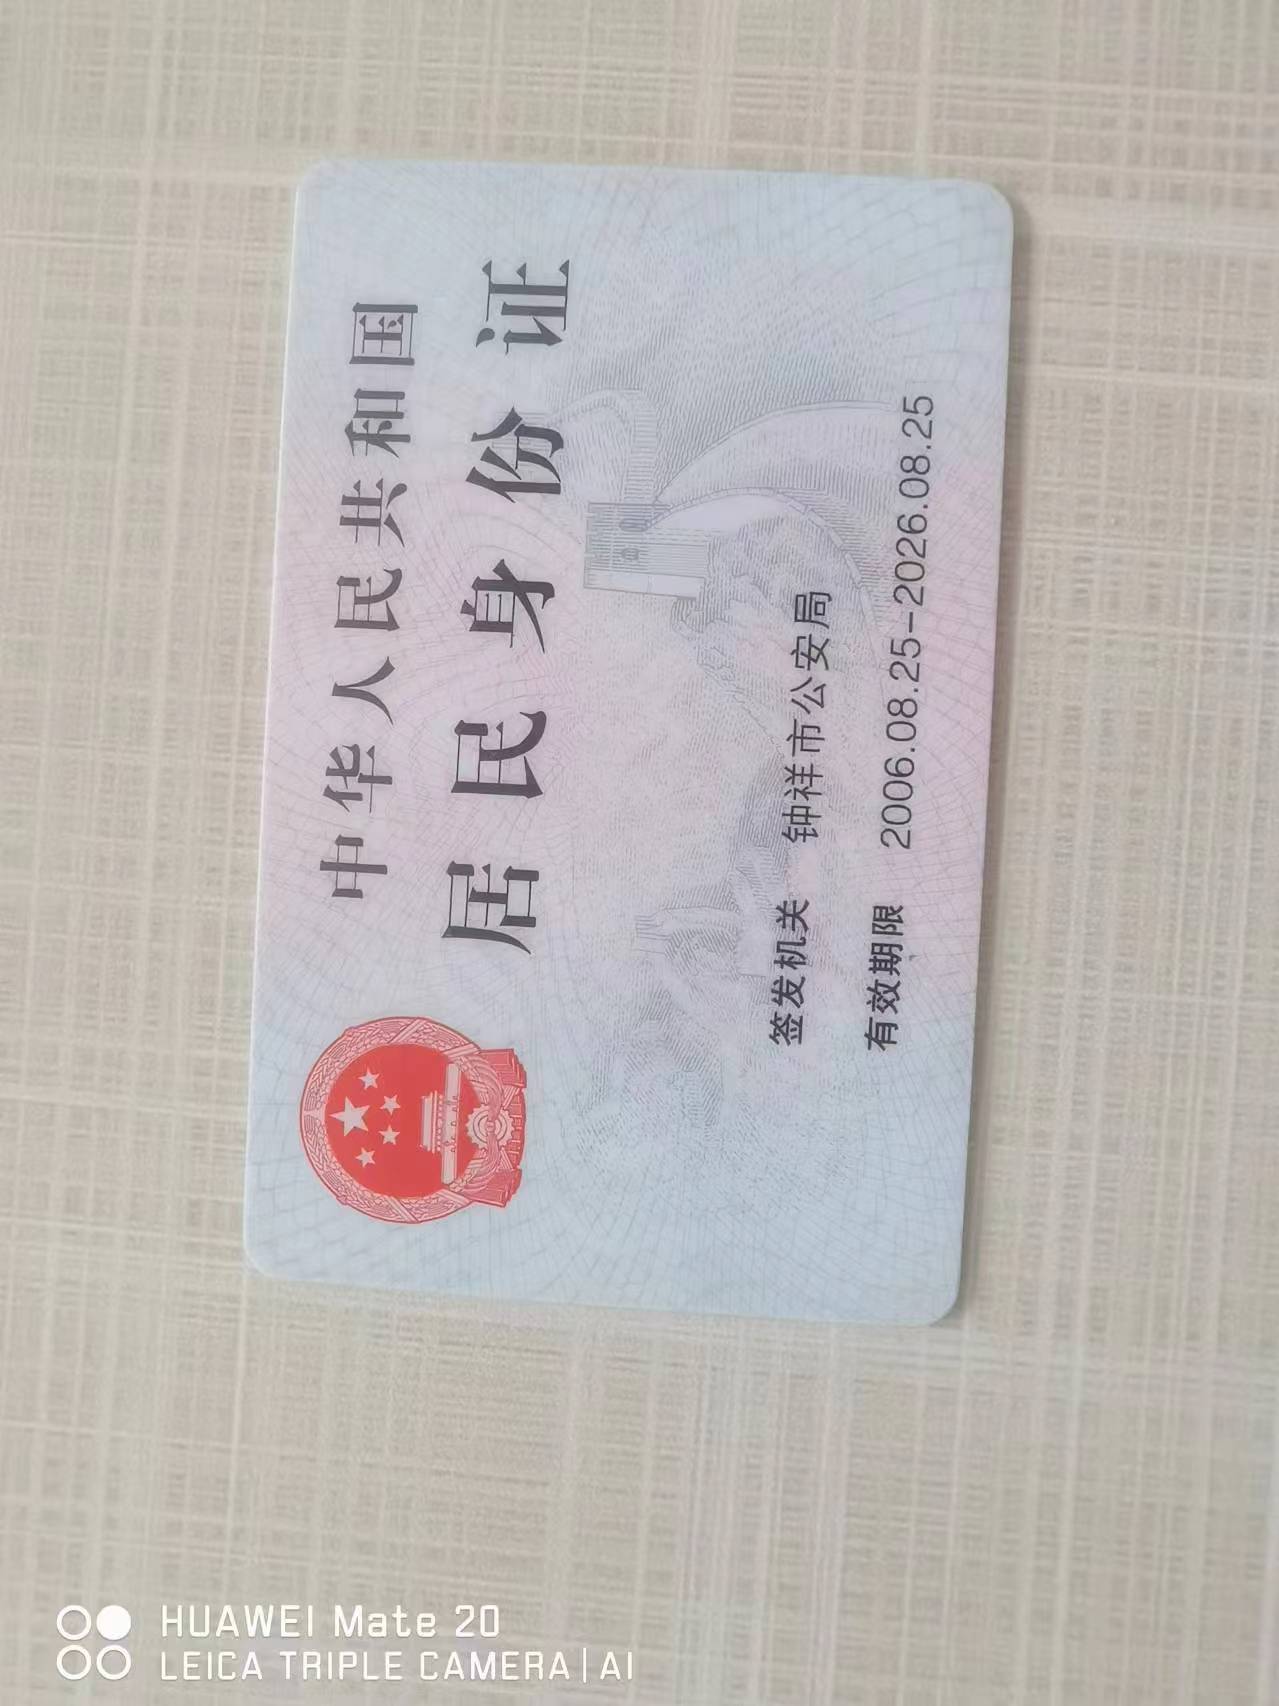 中华人民共和国
居民身份证
签发机关 钟祥市公安局
有效期限 2006.08.25-2026.08.25
HUAWEI Mate 20
LEICA TRIPLE CAMERA | AI